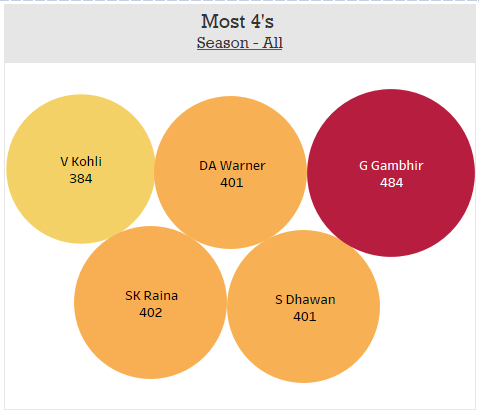 Most 4's
Season - All
V Kohli
384
DA Warner
401
G Gambhir
484
SK Raina
402
S Dhawan
401